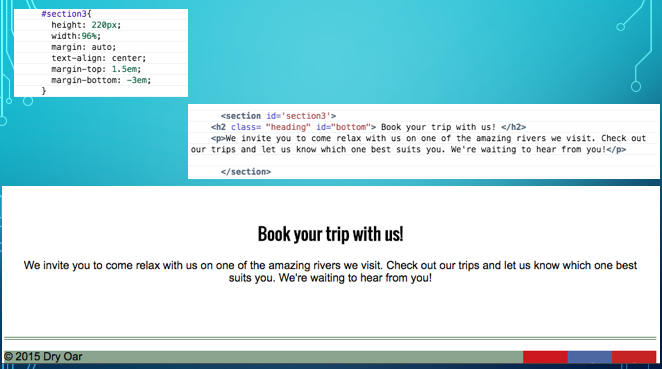 #section3{
height: 220px;
width:96%;
margin: auto;
text-align: center;
margin-top: 1.5em;
margin-bottom: -3em;
}
<section id='section3'>
<h2 class= "heading" id="bottom"> Book your trip with us! </h2>
<p>We invite you to come relax with us on one of the amazing rivers we visit. Check out
our trips and let us know which one best suits you. We're waiting to hear from you!</p>
</section>
Book your trip with us!
We invite you to come relax with us on one of the amazing rivers we visit. Check out our trips and let us know which one best
suits you. We're waiting to hear from you!
© 2015 Dry Oar